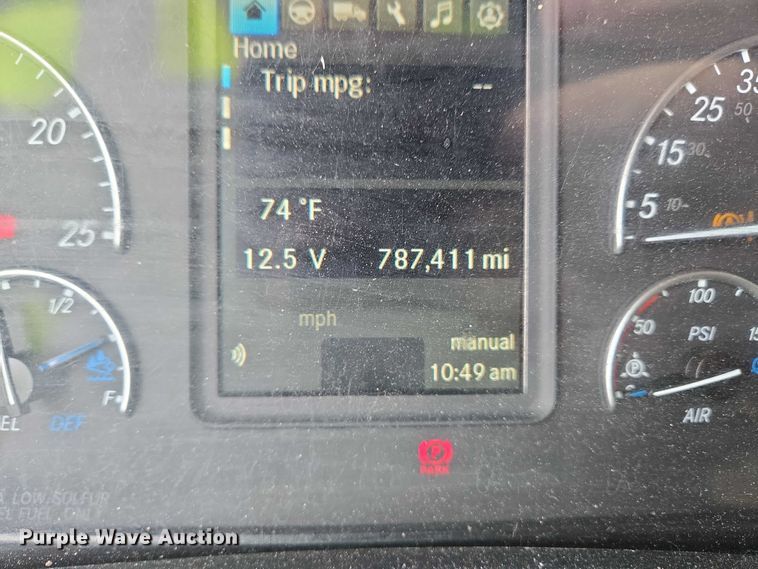 Home
Trip mpg: --
74 °F
12.5 V 787,411 mi
mph
manual
10:49 am
20
25
1/2
F
DEF
35
25
50
15
30
5
10
100
50
PSI
15
P
AIR
P
PARK
LOW SULFUR
FUEL ONLY
Purple Wave Auction